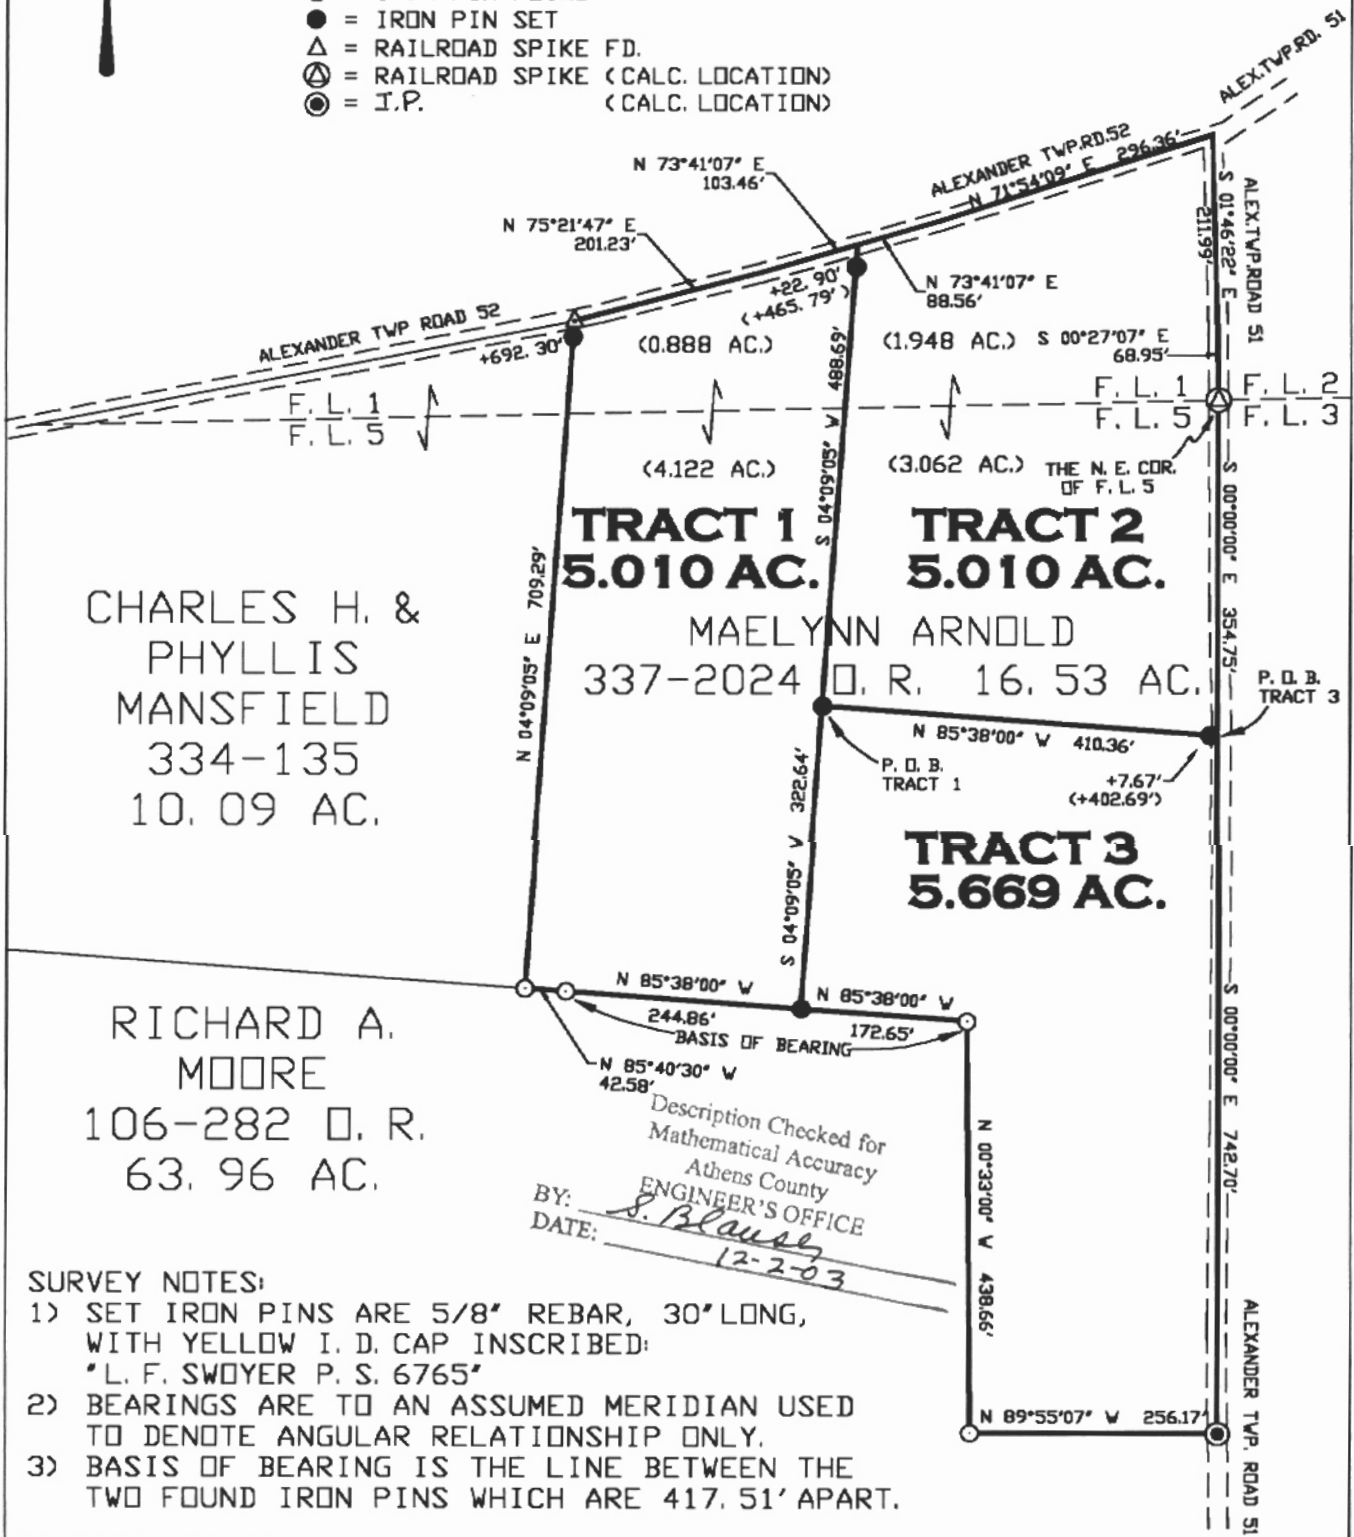 ● = IRON PIN SET
△ = RAILROAD SPIKE FD.
= RAILROAD SPIKE (CALC. LOCATION)
= I.P. (CALC. LOCATION)
ALEX.TWP.RD. 51
N 73°41'07" E
103.46'
ALEXANDER TWP.RD.52
N 71°54'09" E 296.36'
N 75°21'47" E
201.23'
S 01°46'22" E
211.99'
ALEX.TWP.ROAD 51
+22. 90'
(+465. 79')
N 73°41'07" E
88.56'
ALEXANDER TWP ROAD 52
+692. 30'
(0.888 AC.)
(1.948 AC.)
S 00°27'07" E
68.95'
S 04°09'05" W 488.69'
F. L. 1
F. L. 5
F. L. 1
F. L. 5
F. L. 2
F. L. 3
(4.122 AC.)
(3.062 AC.)
THE N. E. COR.
OF F. L. 5
S 00°00'00" E 354.75'
TRACT 1
5.010 AC.
TRACT 2
5.010 AC.
N 04°09'05" E 709.29'
CHARLES H. &
PHYLLIS
MANSFIELD
334-135
10. 09 AC.
MAELYNN ARNOLD
337-2024 O. R. 16. 53 AC.
P. O. B.
TRACT 3
N 85°38'00" W 410.36'
P. O. B.
TRACT 1
+7.67'
(+402.69')
S 04°09'05" W 322.64'
TRACT 3
5.669 AC.
N 85°38'00" W
244.86'
N 85°38'00" W
172.65'
BASIS OF BEARING
N 85°40'30" W
42.58'
S 00°00'00" E 742.70'
RICHARD A.
MOORE
106-282 O. R.
63. 96 AC.
Description Checked for
Mathematical Accuracy
Athens County
ENGINEER'S OFFICE
BY: S. Blauser
DATE: 12-2-03
N 00°33'00" W 438.66'
N 89°55'07" W 256.17'
ALEXANDER TWP. ROAD 51
SURVEY NOTES:
1) SET IRON PINS ARE 5/8" REBAR, 30" LONG,
WITH YELLOW I. D. CAP INSCRIBED:
"L. F. SWOYER P. S. 6765"
2) BEARINGS ARE TO AN ASSUMED MERIDIAN USED
TO DENOTE ANGULAR RELATIONSHIP ONLY.
3) BASIS OF BEARING IS THE LINE BETWEEN THE
TWO FOUND IRON PINS WHICH ARE 417. 51' APART.